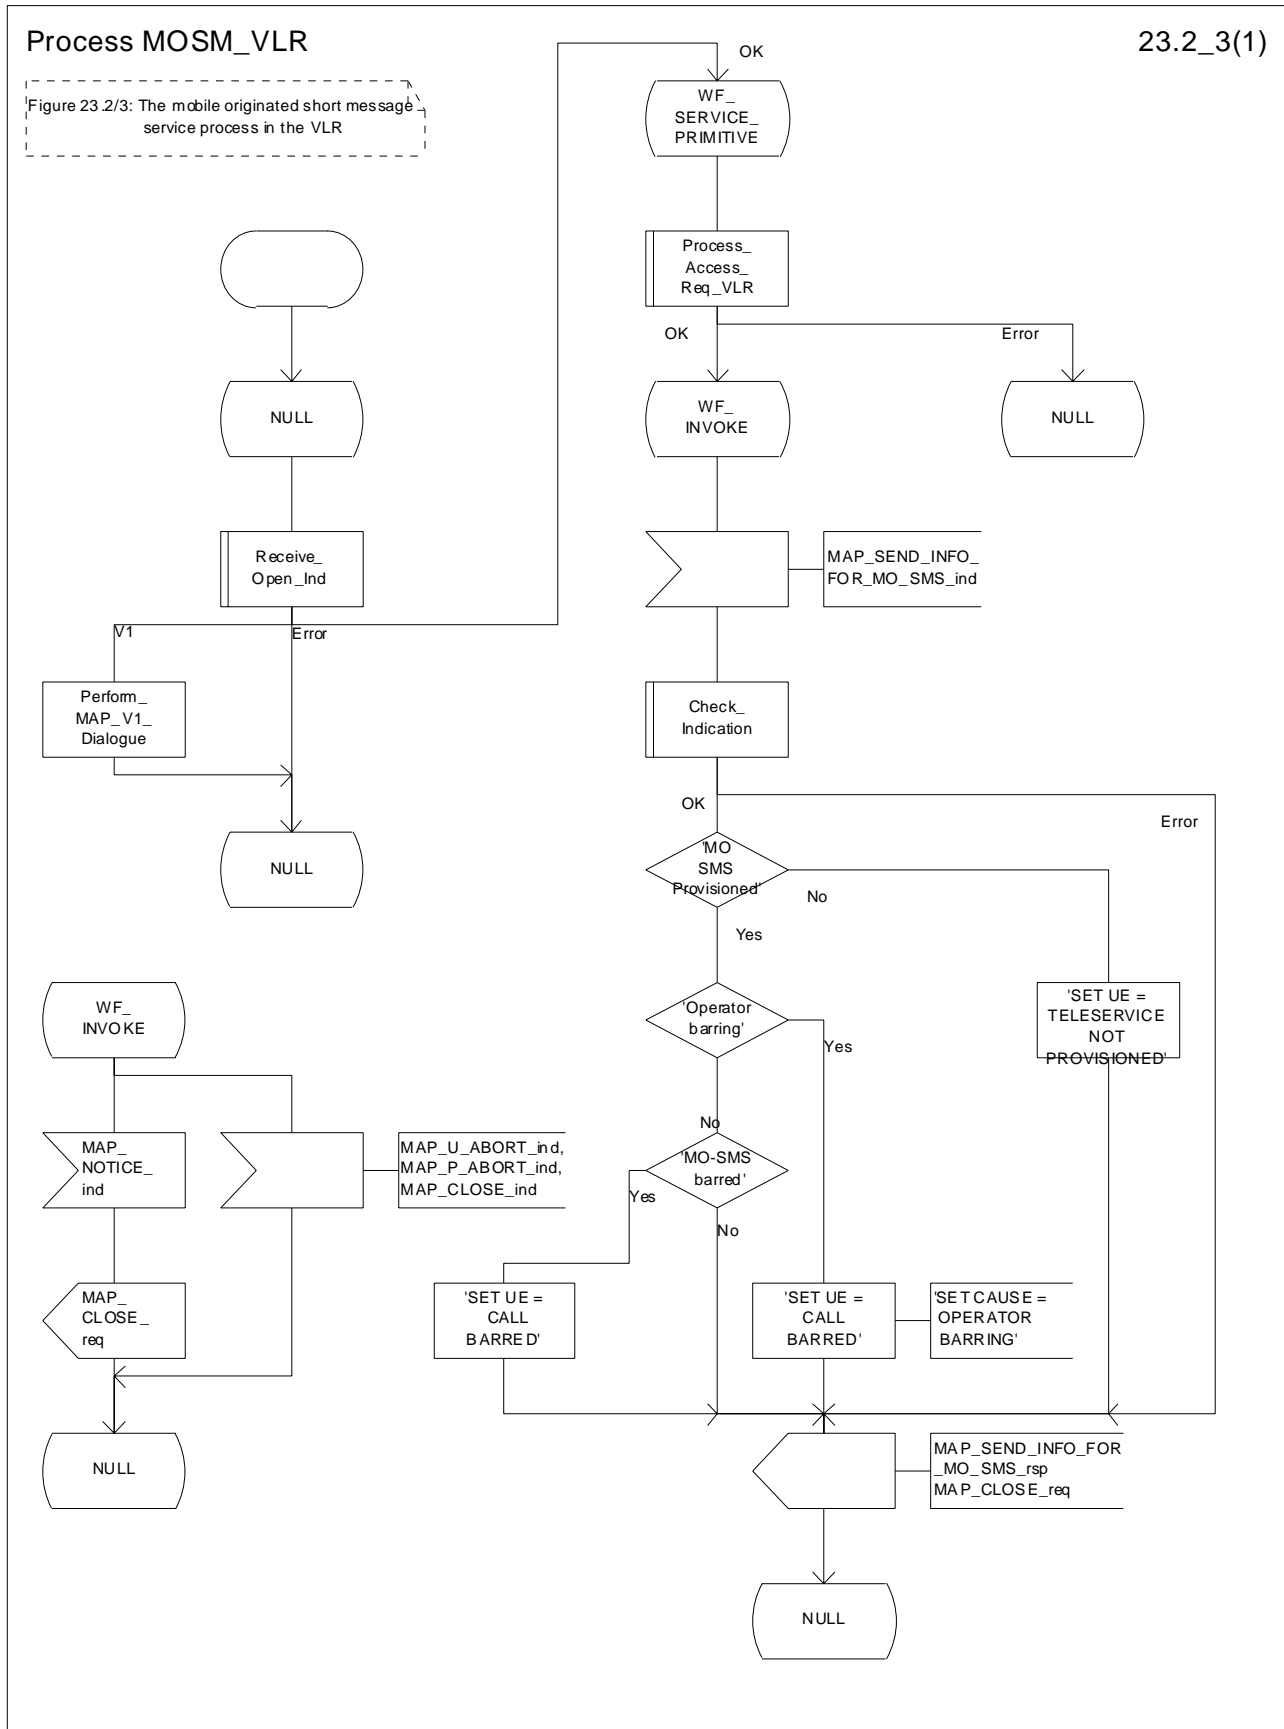 Process MOSM_VLR
23.2_3(1)
Figure 23.2/3: The mobile originated short message
service process in the VLR
OK
WF_
SERVICE_
PRIMITIVE
Process_
Access_
Req_VLR
OK
Error
NULL
WF_
INVOKE
NULL
Receive_
Open_Ind
MAP_SEND_INFO_
FOR_MO_SMS_ind
V1
Error
Perform_
MAP_V1_
Dialogue
Check_
Indication
OK
Error
NULL
'MO
SMS
Provisioned'
No
Yes
WF_
INVOKE
'Operator
barring'
Yes
'SET UE =
TELESERVICE
NOT
PROVISIONED'
No
MAP_
NOTICE_
ind
MAP_U_ABORT_ind,
MAP_P_ABORT_ind,
MAP_CLOSE_ind
'MO-SMS
barred'
Yes
No
MAP_
CLOSE_
req
'SET UE =
CALL
BARRED'
'SET UE =
CALL
BARRED'
'SET CAUSE =
OPERATOR
BARRING'
NULL
MAP_SEND_INFO_FOR
_MO_SMS_rsp
MAP_CLOSE_req
NULL